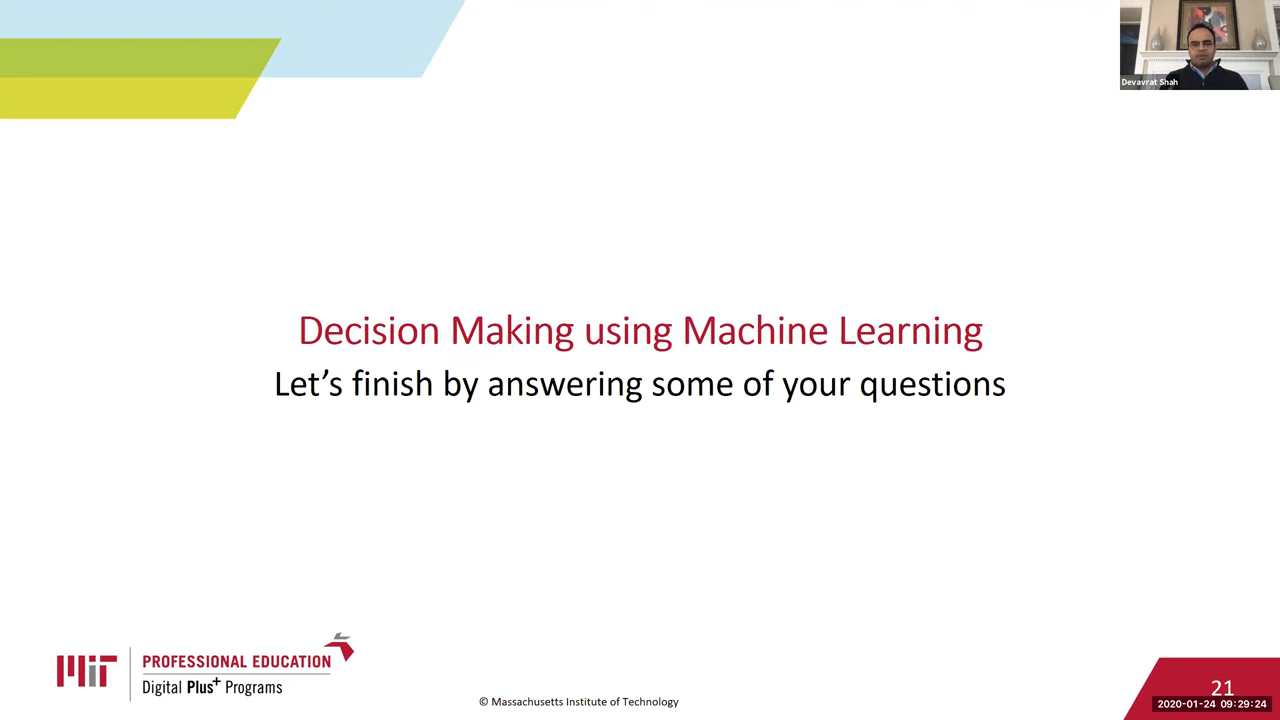 Devavrat Shah
Decision Making using Machine Learning
Let’s finish by answering some of your questions
MIT
PROFESSIONAL EDUCATION
Digital Plus+ Programs
© Massachusetts Institute of Technology
21
2020-01-24 09:29:24